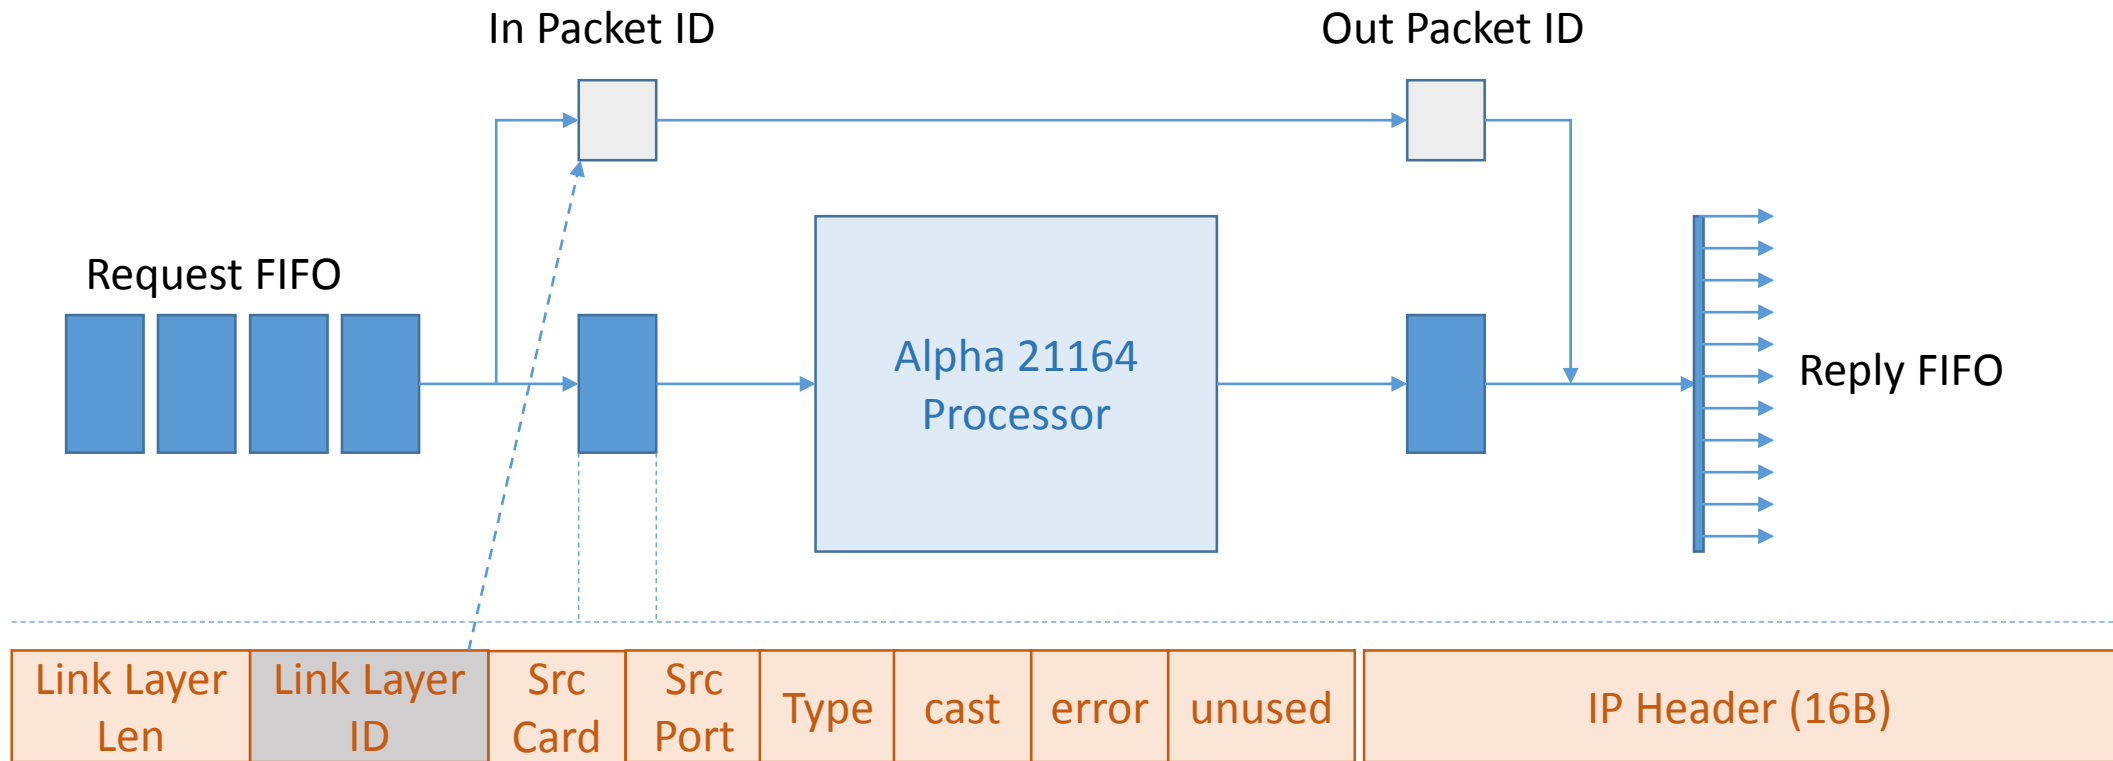 In Packet ID
Out Packet ID
Request FIFO
Alpha 21164
Processor
Reply FIFO
Link Layer
Len
Link Layer
ID
Src
Card
Src
Port
Type
cast
error
unused
IP Header (16B)